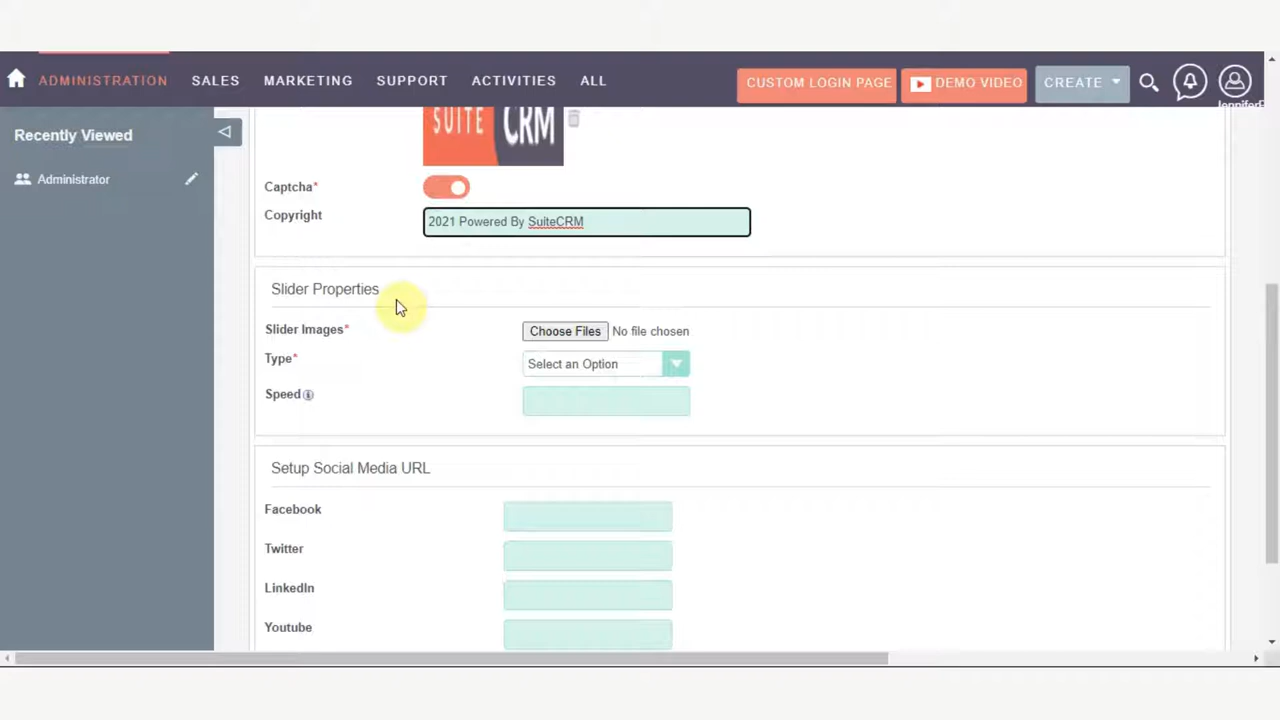 ADMINISTRATION SALES MARKETING SUPPORT ACTIVITIES ALL CUSTOM LOGIN PAGE DEMO VIDEO CREATE
Recently Viewed
Administrator
SUITE CRM
Captcha*
Copyright 2021 Powered By SuiteCRM
Slider Properties
Slider Images* Choose Files No file chosen
Type* Select an Option
Speed
Setup Social Media URL
Facebook
Twitter
LinkedIn
Youtube